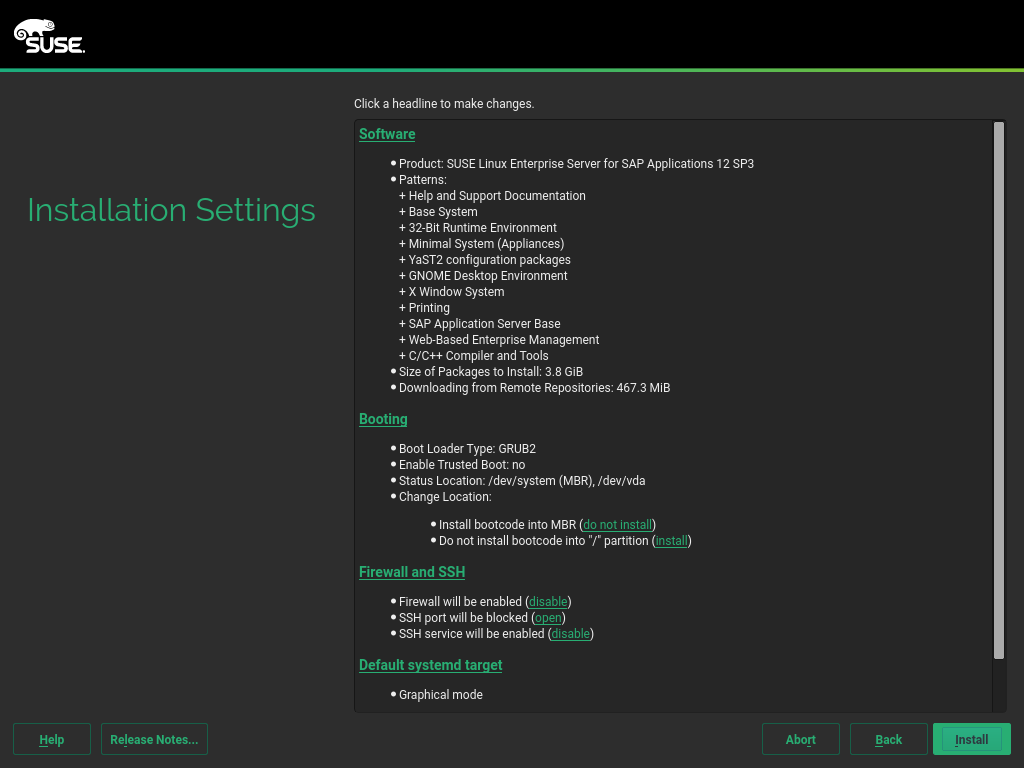 SUSE.
Click a headline to make changes.
Installation Settings
Software
Product: SUSE Linux Enterprise Server for SAP Applications 12 SP3
Patterns:
+ Help and Support Documentation
+ Base System
+ 32-Bit Runtime Environment
+ Minimal System (Appliances)
+ YaST2 configuration packages
+ GNOME Desktop Environment
+ X Window System
+ Printing
+ SAP Application Server Base
+ Web-Based Enterprise Management
+ C/C++ Compiler and Tools
Size of Packages to Install: 3.8 GiB
Downloading from Remote Repositories: 467.3 MiB
Booting
Boot Loader Type: GRUB2
Enable Trusted Boot: no
Status Location: /dev/system (MBR), /dev/vda
Change Location:
Install bootcode into MBR (do not install)
Do not install bootcode into "/" partition (install)
Firewall and SSH
Firewall will be enabled (disable)
SSH port will be blocked (open)
SSH service will be enabled (disable)
Default systemd target
Graphical mode
Help
Release Notes...
Abort
Back
Install